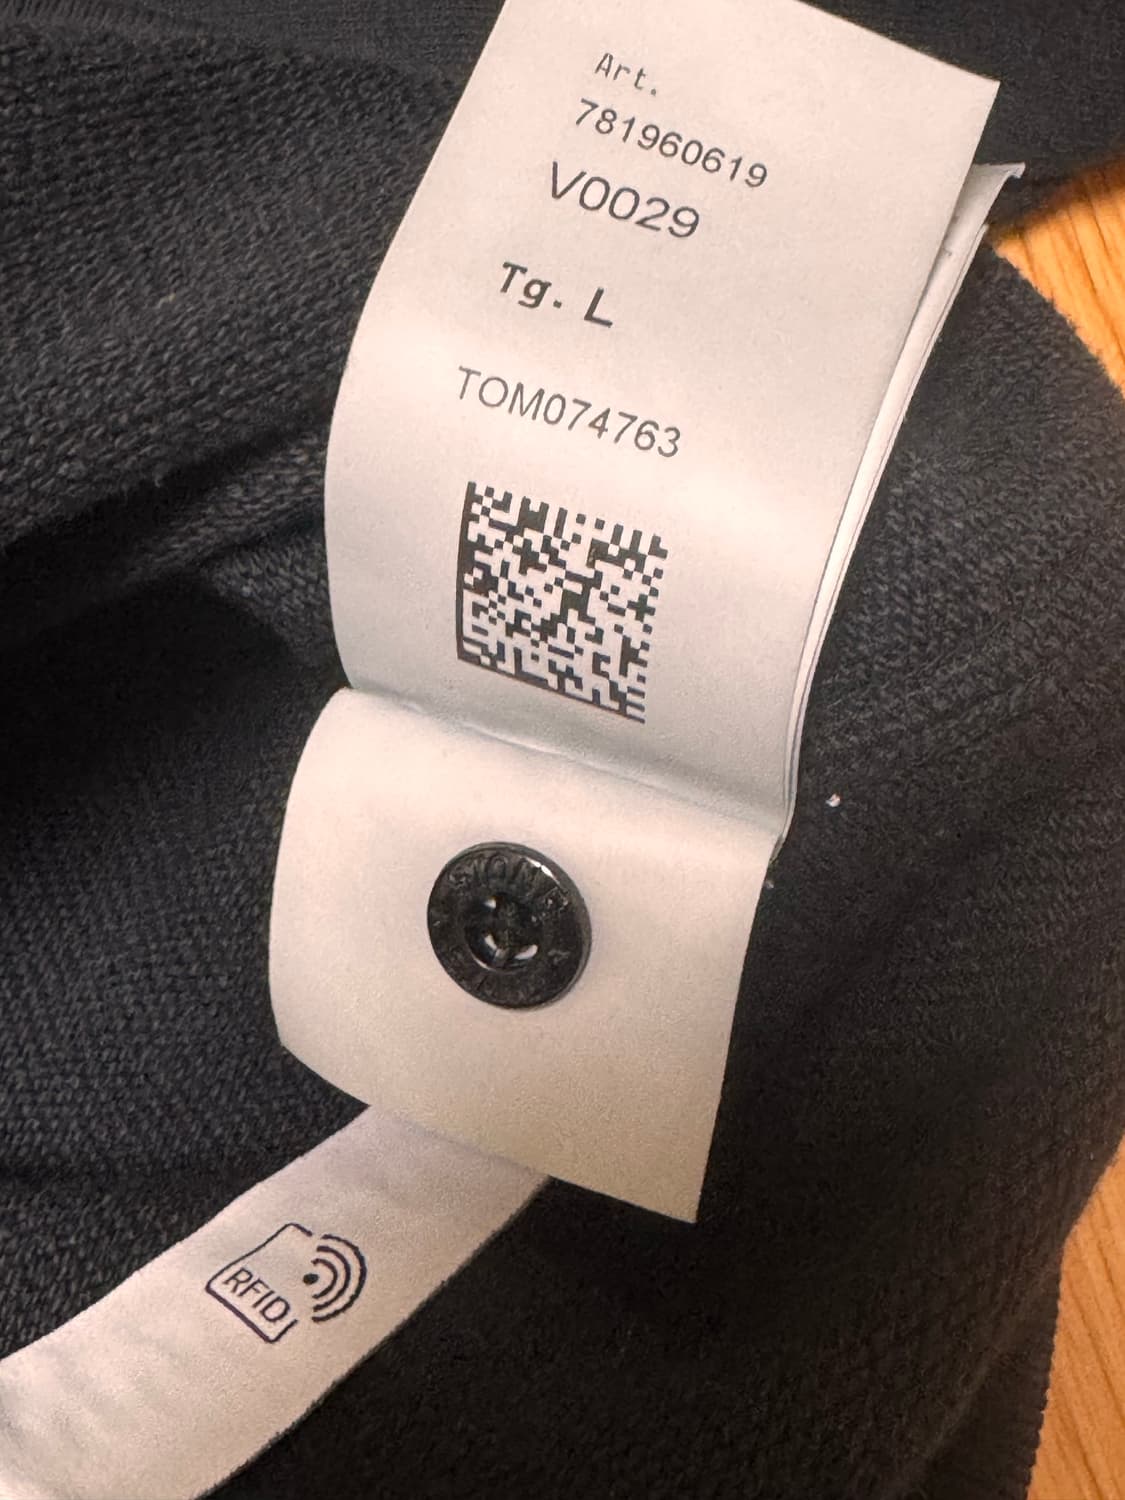 Art.
781960619
V0029
Tg. L
TOM074763
RFID